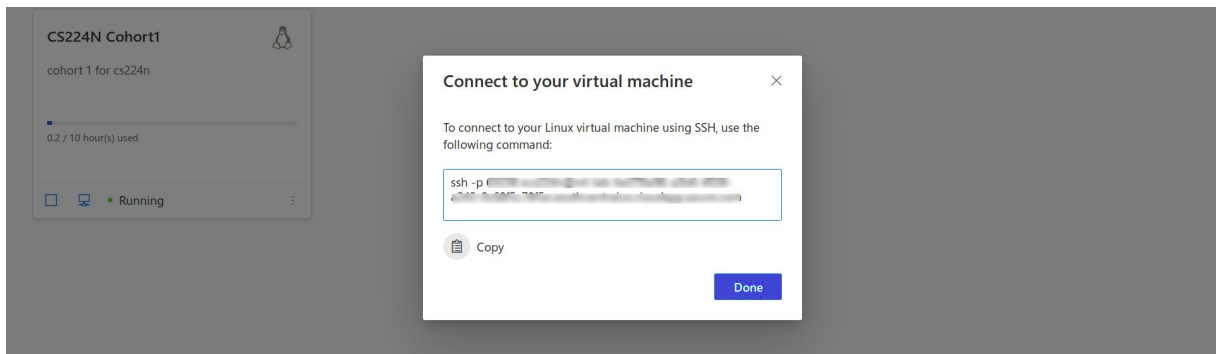 CS224N Cohort1
cohort 1 for cs224n
0.2 / 10 hour(s) used
Running
Connect to your virtual machine
To connect to your Linux virtual machine using SSH, use the
following command:
ssh -p
Copy
Done